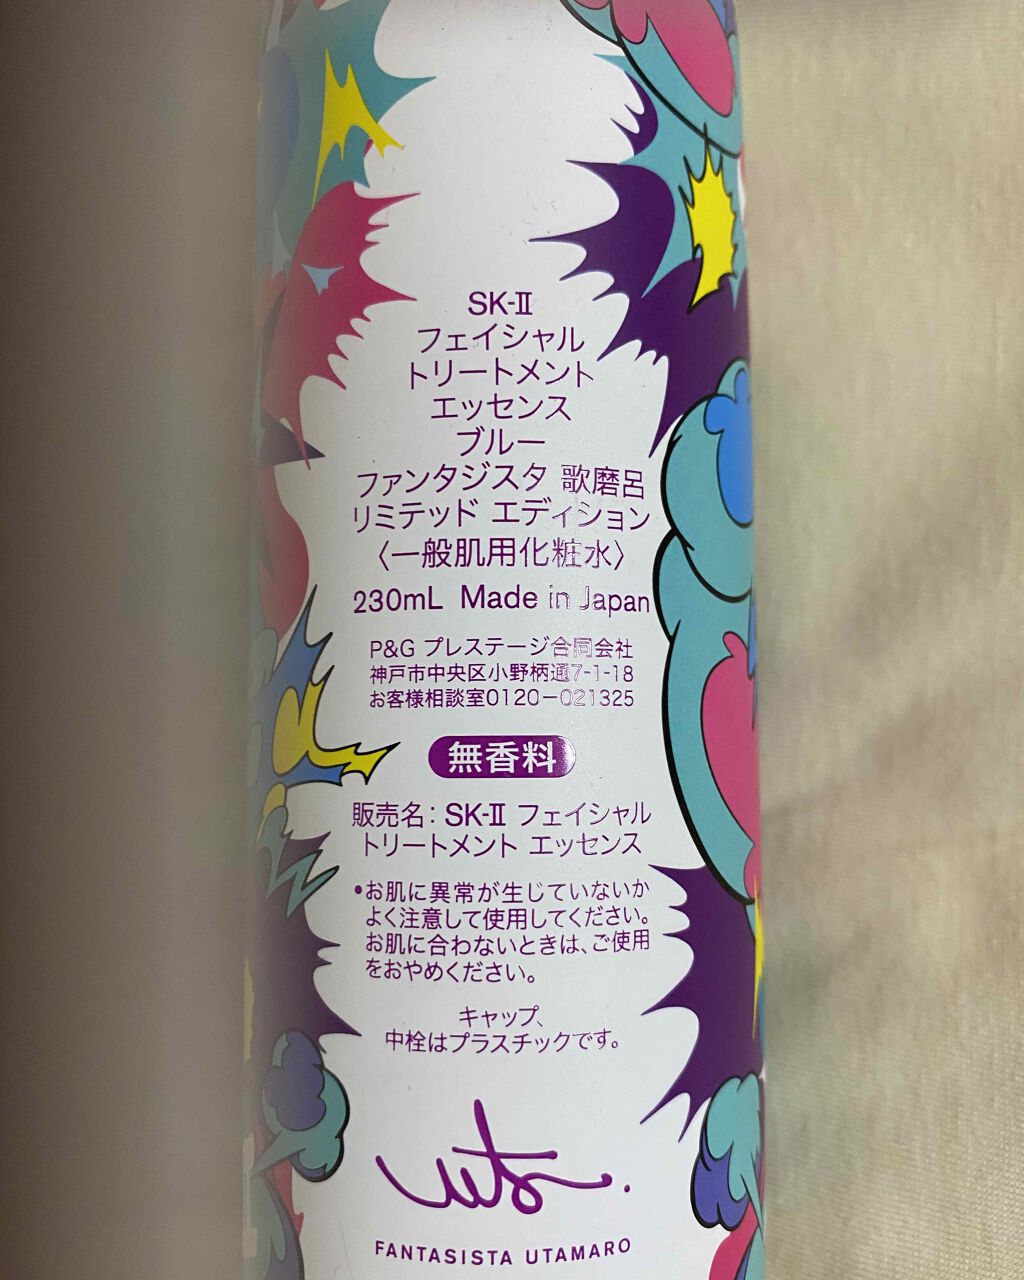 SK-Ⅱ
フェイシャル
トリートメント
エッセンス
ブルー
ファンタジスタ 歌磨呂
リミテッド エディション
〈一般肌用化粧水〉
230mL Made in Japan
P&G プレステージ合同会社
神戸市中央区小野柄通7-1-18
お客様相談室0120-021325
無香料
販売名:SK-Ⅱ フェイシャル
トリートメント エッセンス
•お肌に異常が生じていないか
よく注意して使用してください。
お肌に合わないときは、ご使用
をおやめください。
キャップ、
中栓はプラスチックです。
FANTASISTA UTAMARO